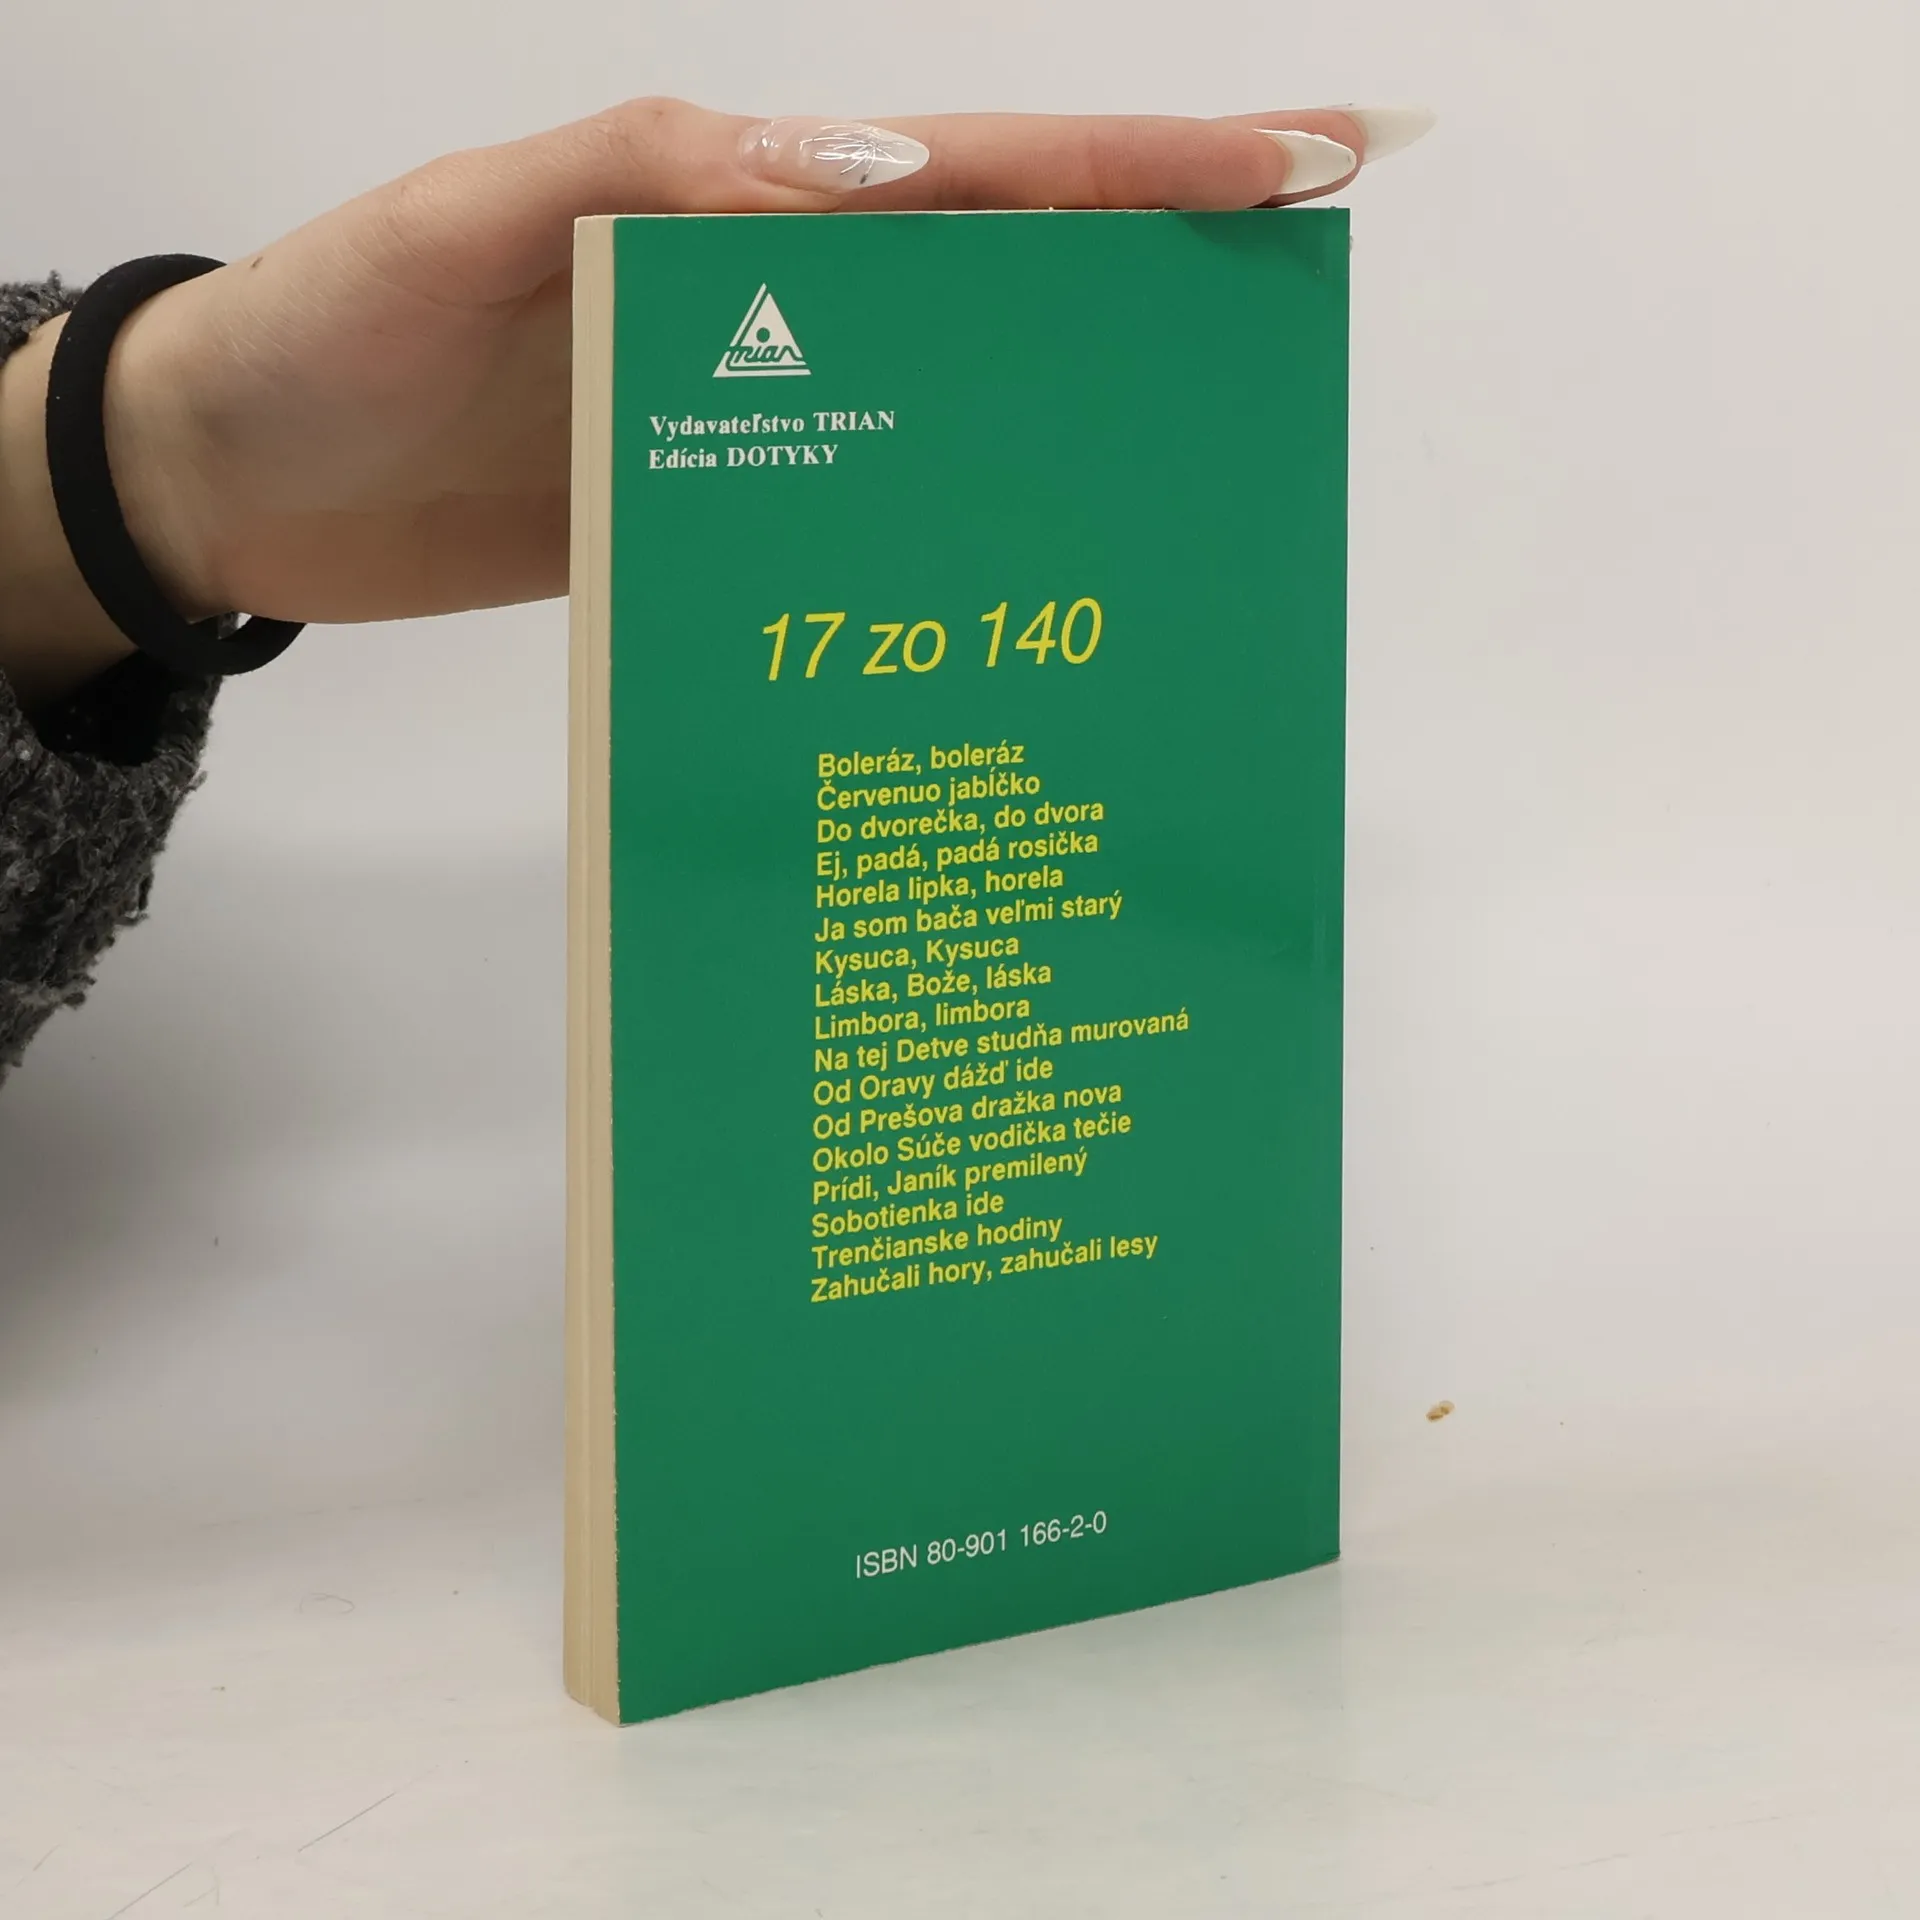 trian
Vydavateľstvo TRIAN
Edícia DOTYKY
17 zo 140
Boleráz, boleráz
Červenuo jabĺčko
Do dvorečka, do dvora
Ej, padá, padá rosička
Horela lipka, horela
Ja som bača veľmi starý
Kysuca, Kysuca
Láska, Bože, láska
Limbora, limbora
Na tej Detve studňa murovaná
Od Oravy dážď ide
Od Prešova dražka nova
Okolo Súče vodička tečie
Prídi, Janík premilený
Sobotienka ide
Trenčianske hodiny
Zahučali hory, zahučali lesy
ISBN 80-901 166-2-0